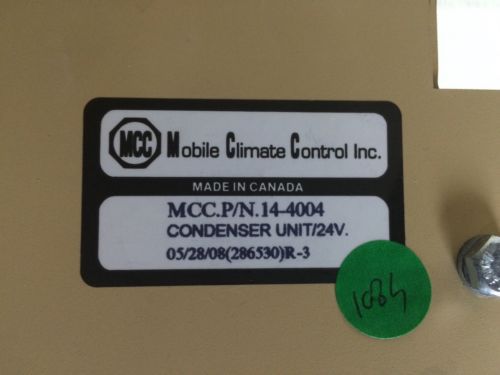 MCC Mobile Climate Control Inc.
MADE IN CANADA
MCC.P/N.14-4004
CONDENSER UNIT/24V.
05/28/08(286530)R-3